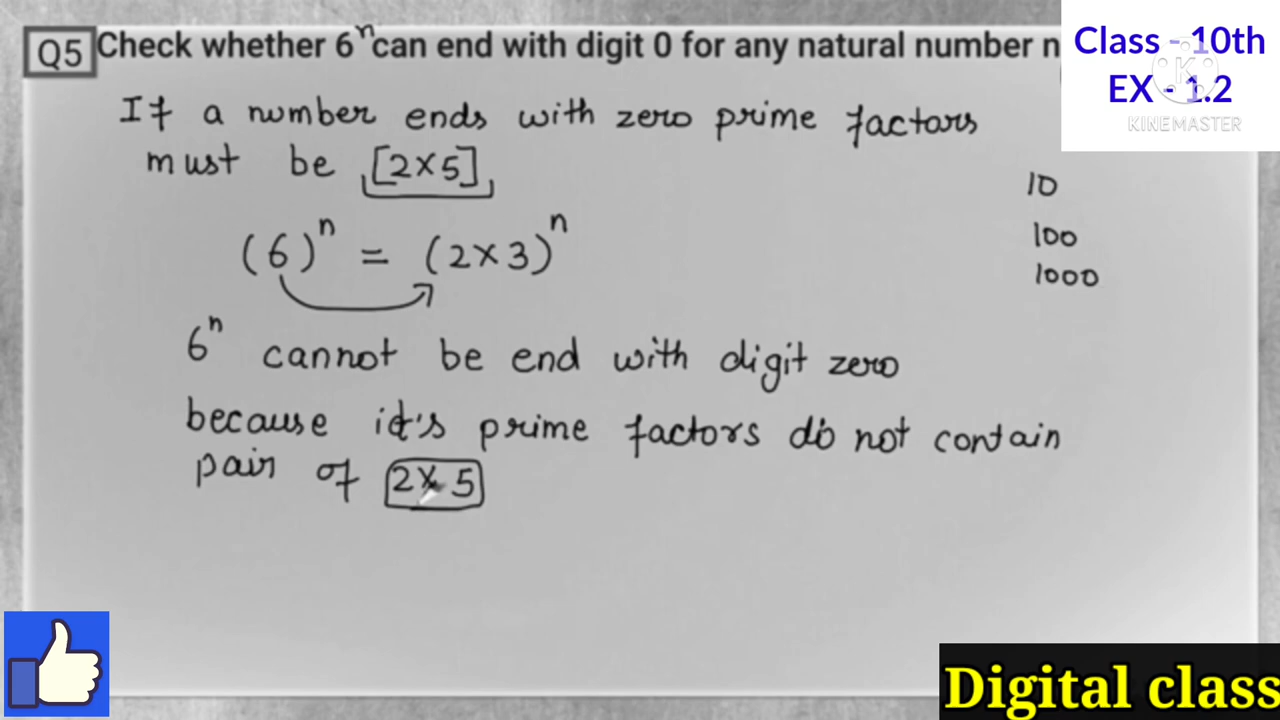 Q5 Check whether 6ⁿ can end with digit 0 for any natural number n
Class - 10th
EX - 1.2
KINEMASTER
If a number ends with zero prime factors
must be [2×5]
10
100
1000
(6)ⁿ = (2×3)ⁿ
6ⁿ cannot be end with digit zero
because it's prime factors do not contain
pair of 2×5
Digital class